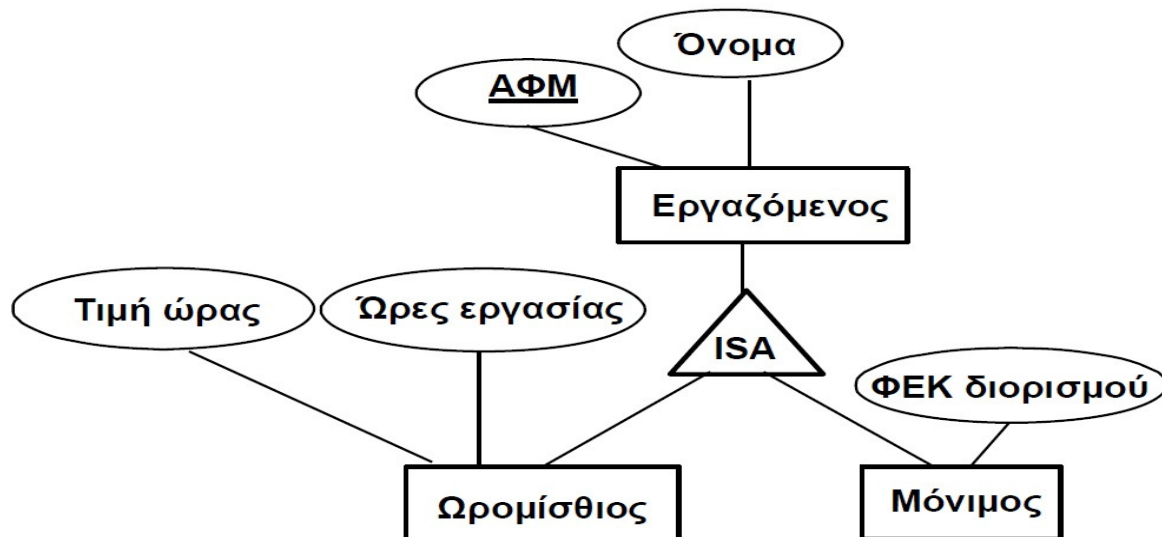 Όνομα
ΑΦΜ
Εργαζόμενος
Τιμή ώρας
Ώρες εργασίας
ISA
ΦΕΚ διορισμού
Ωρομίσθιος
Μόνιμος